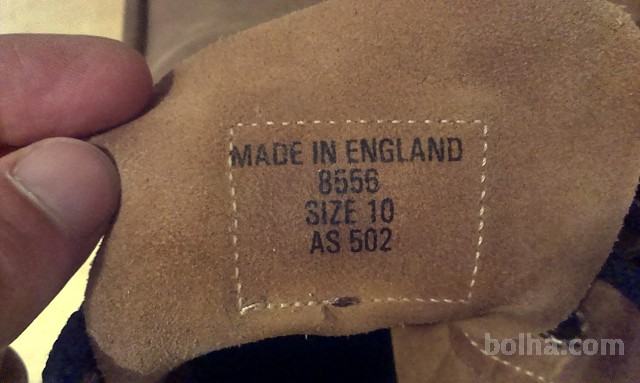 MADE IN ENGLAND
8556
SIZE 10
AS 502
bolha.com